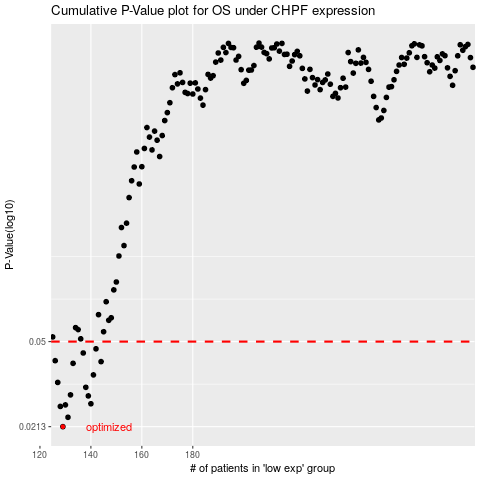 Cumulative P-Value plot for OS under CHPF expression
P-Value(log10)
0.05
0.0213
optimized
120 140 160 180
# of patients in 'low exp' group